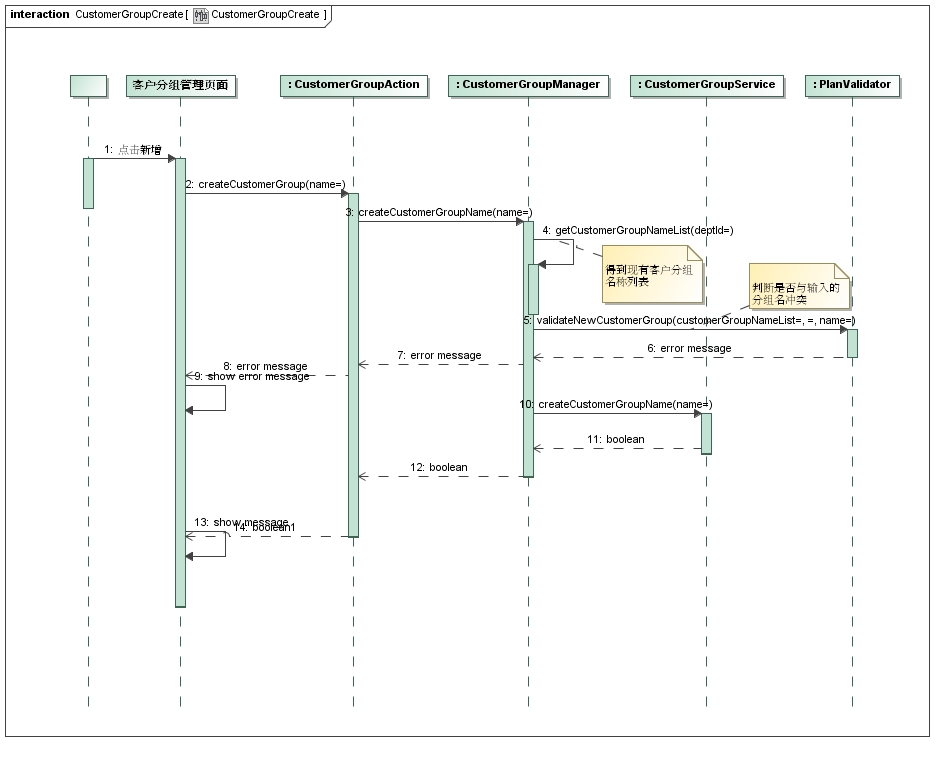 interaction CustomerGroupCreate [ CustomerGroupCreate ]
客户分组管理页面
: CustomerGroupAction
: CustomerGroupManager
: CustomerGroupService
: PlanValidator
1: 点击新增
2: createCustomerGroup(name=)
3: createCustomerGroupName(name=)
4: getCustomerGroupNameList(deptId=)
得到现有客户分组
名称列表
判断是否与输入的
分组名冲突
5: validateNewCustomerGroup(customerGroupNameList=, =, name=)
6: error message
7: error message
8: error message
9: show error message
10: createCustomerGroupName(name=)
11: boolean
12: boolean
13: show message
14: boolean1